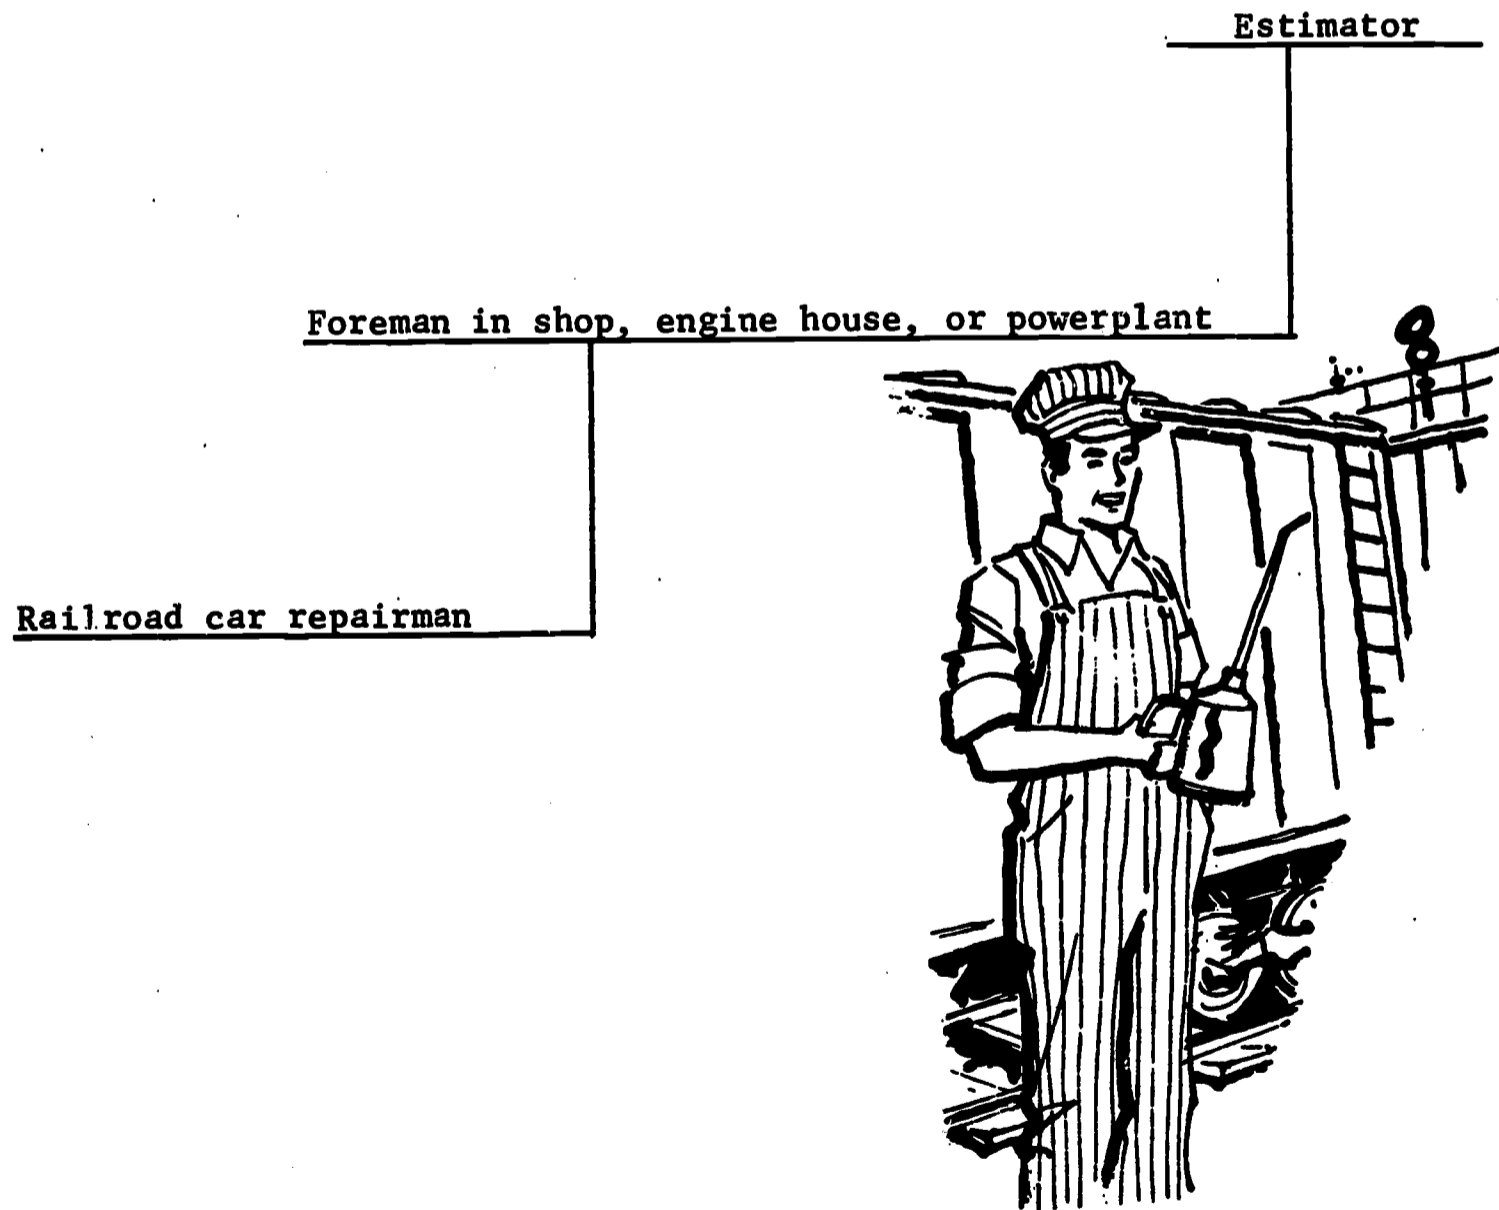 Estimator
Foreman in shop, engine house, or powerplant
Railroad car repairman